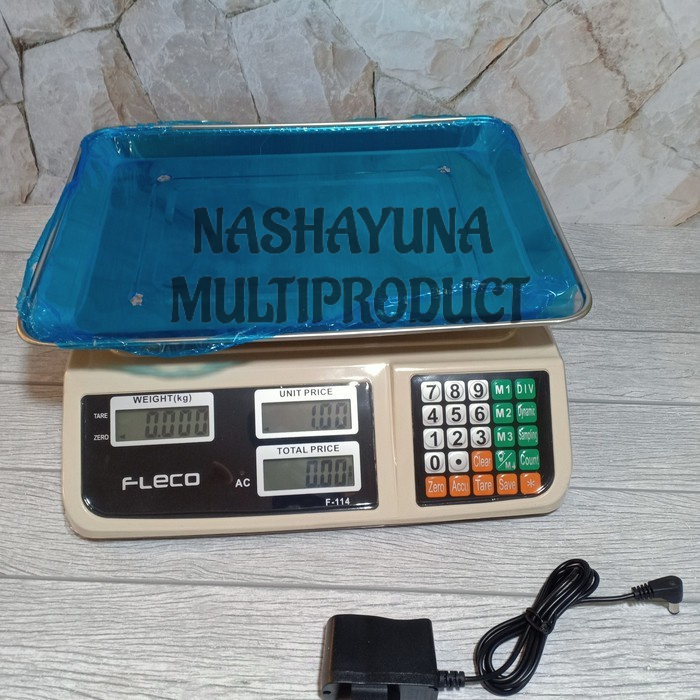 NASHAYUNA
MULTIPRODUCT
WEIGHT(kg)
UNIT PRICE
TARE
ZERO
0.000
1.00
TOTAL PRICE
0.00
FLECO
AC
F-114
7 8 9 M1 DIV
4 5 6 M2 Dynamic
1 2 3 M3 Sampling
0 . Clear M+ Count
Zero Accu Tare Save *